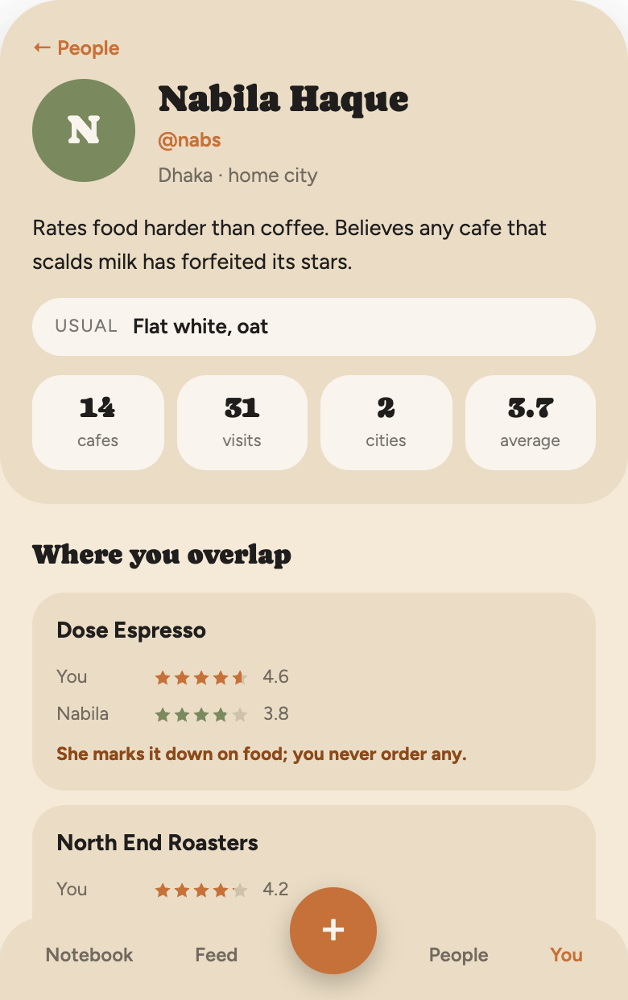 ← People
N
Nabila Haque
@nabs
Dhaka · home city
Rates food harder than coffee. Believes any cafe that
scalds milk has forfeited its stars.
USUAL Flat white, oat
14 31 2 3.7
cafes visits cities average
Where you overlap
Dose Espresso
You 4.6
Nabila 3.8
She marks it down on food; you never order any.
North End Roasters
You 4.2
+
Notebook Feed People You